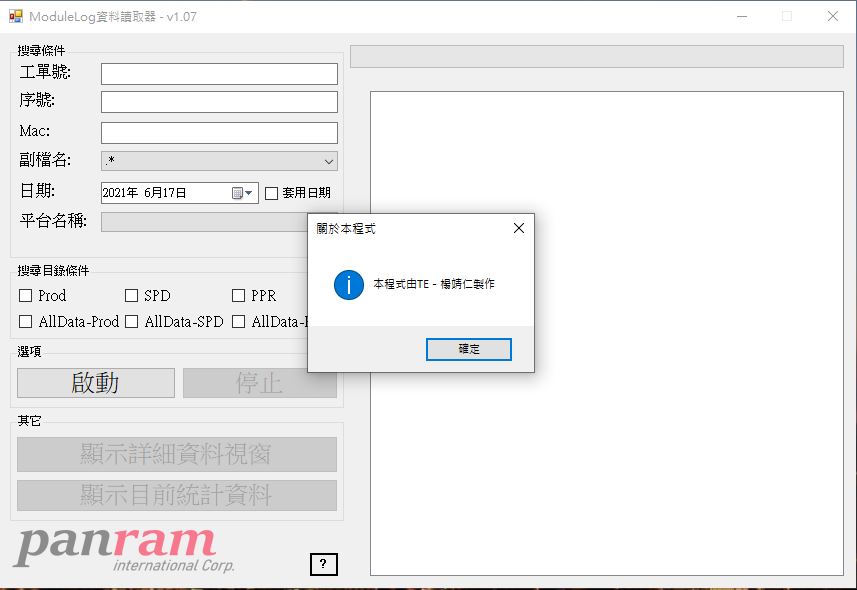 ModuleLog資料讀取器 - v1.07
搜尋條件
工單號:
序號:
Mac:
副檔名:
.*
日期:
2021年 6月17日
套用日期
平台名稱:
關於本程式
本程式由TE - 楊靖仁製作
確定
搜尋目錄條件
Prod
SPD
PPR
AllData-Prod
AllData-SPD
AllData-
選項
啟動
停止
其它
顯示詳細資料視窗
顯示目前統計資料
panram
international Corp.
?